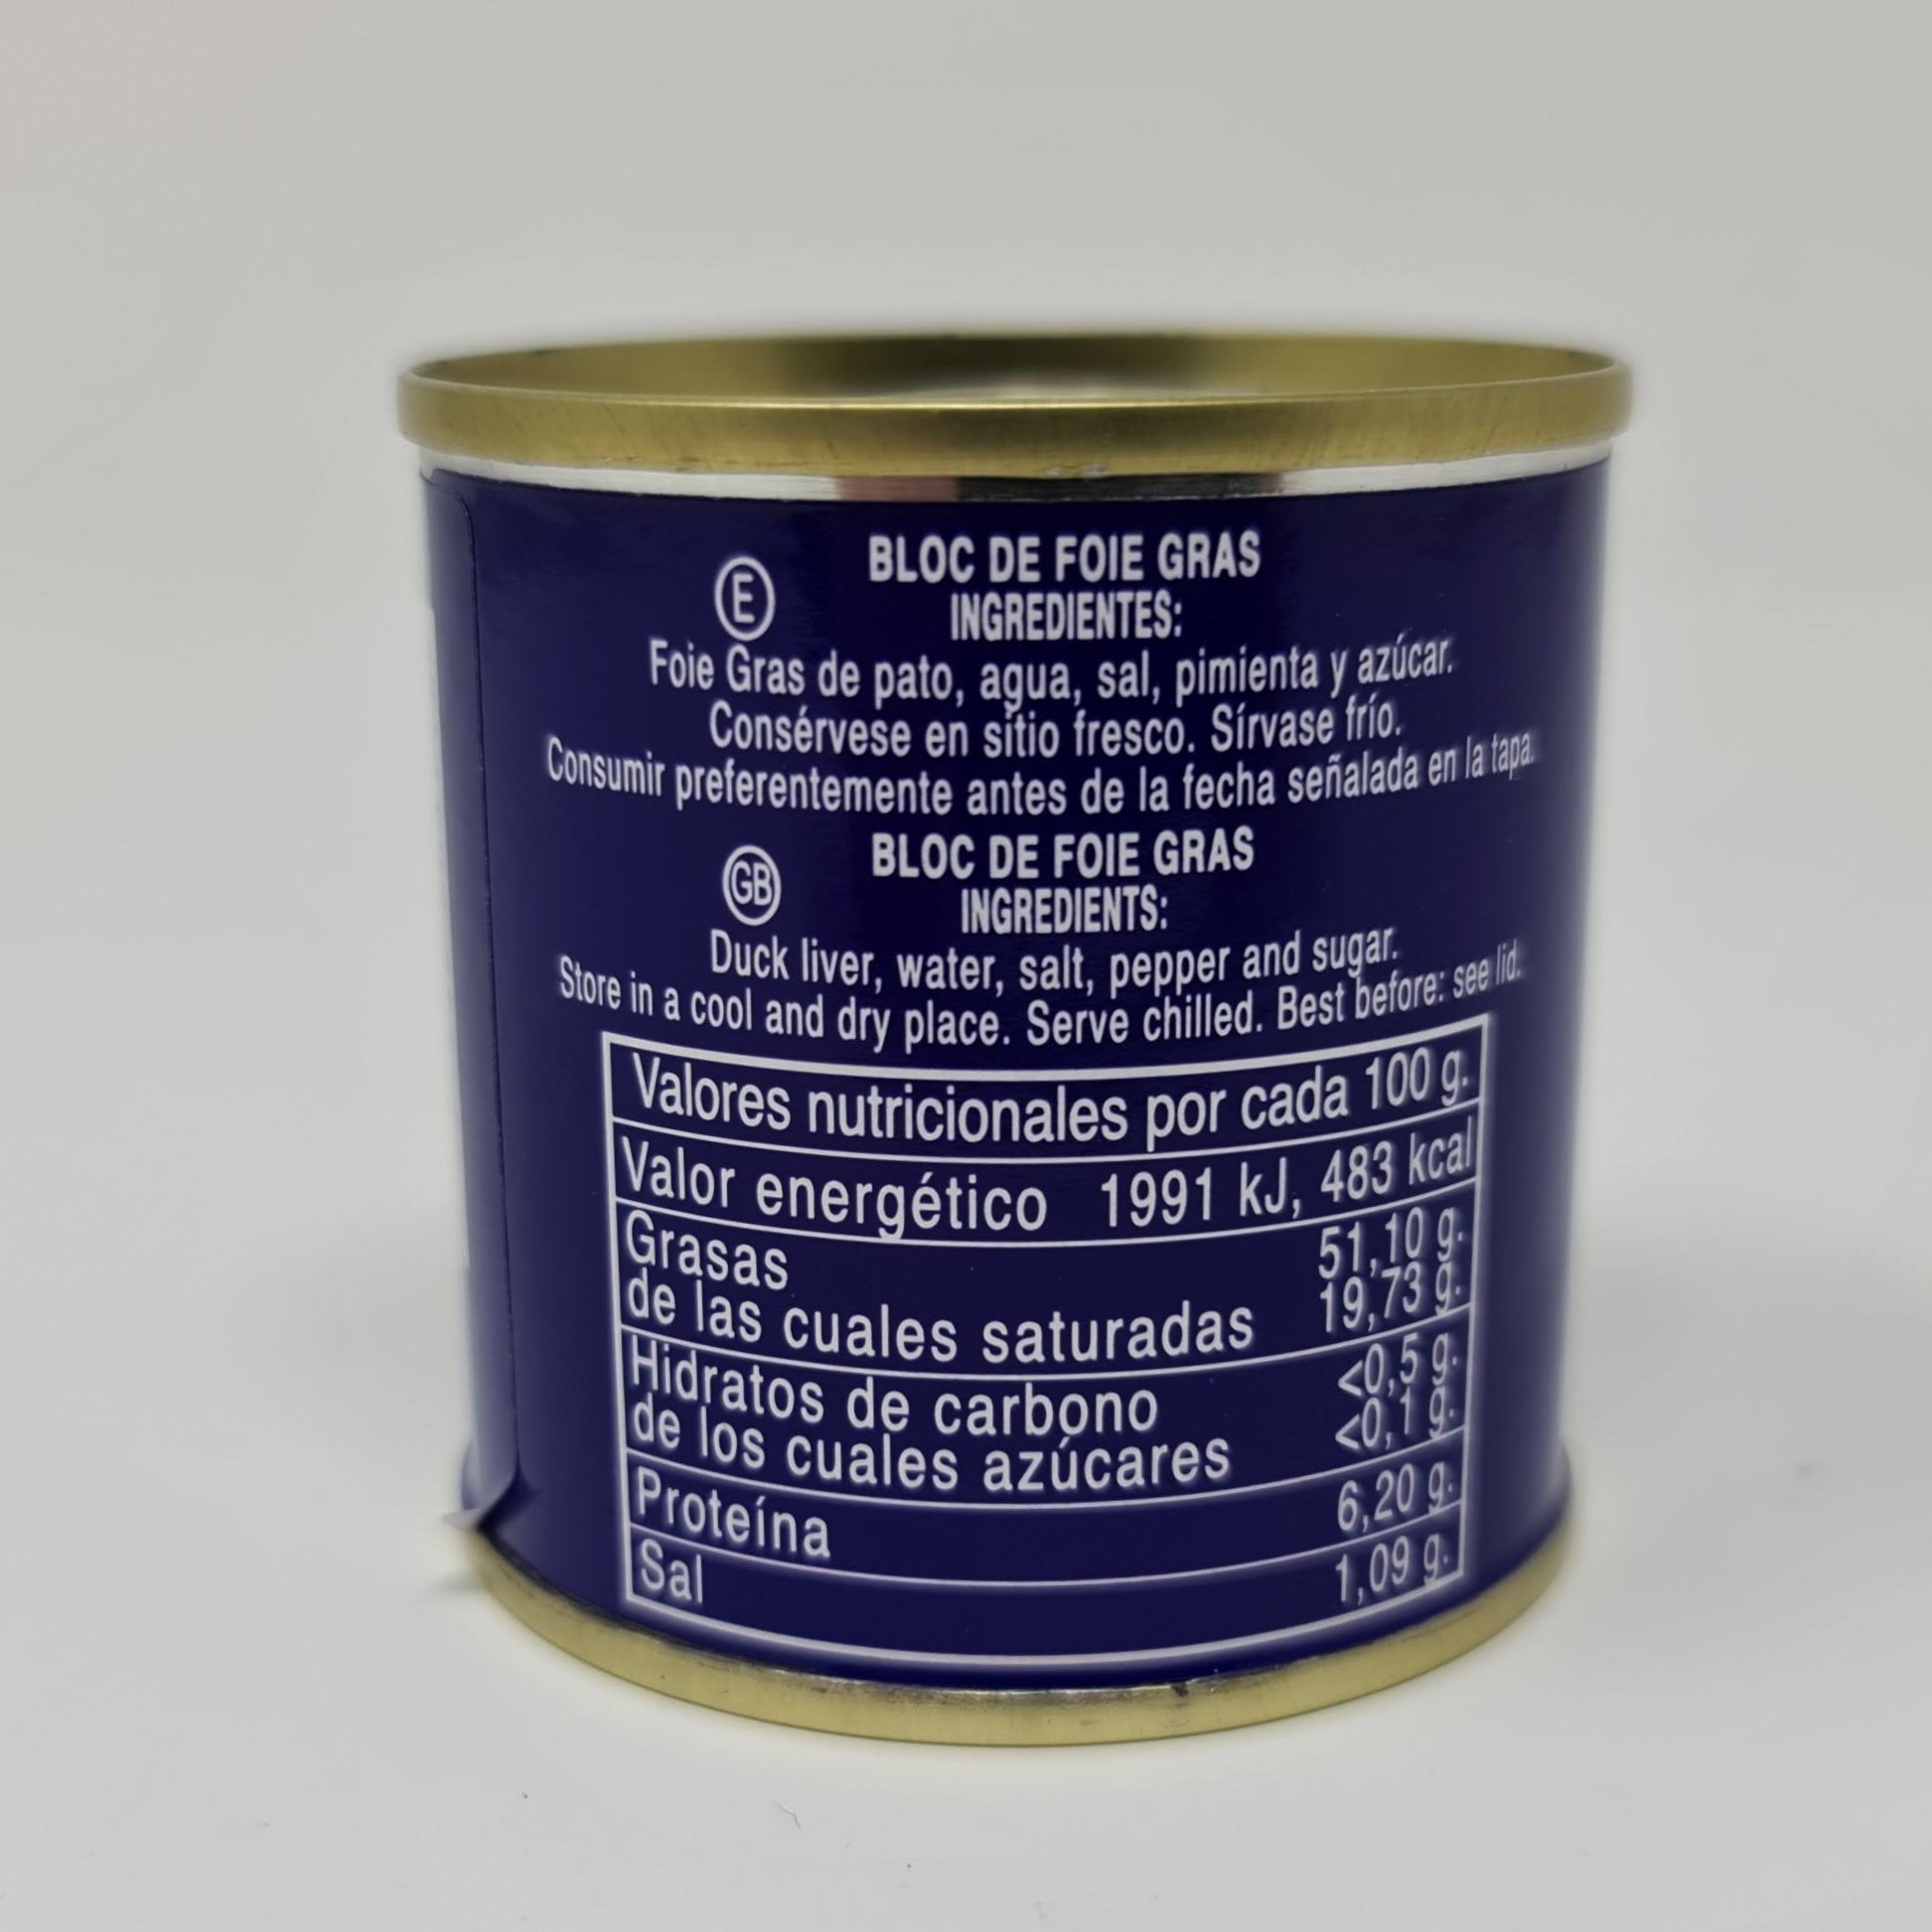 BLOC DE FOIE GRAS
E
INGREDIENTES:
Foie Gras de pato, agua, sal, pimienta y azúcar.
Consérvese en sitio fresco. Sírvase frío.
Consumir preferentemente antes de la fecha señalada en la tapa.
BLOC DE FOIE GRAS
GB
INGREDIENTS:
Duck liver, water, salt, pepper and sugar.
Store in a cool and dry place. Serve chilled. Best before: see lid.
Valores nutricionales por cada 100 g.
Valor energético 1991 kJ, 483 kcal
Grasas 51,10 g.
de las cuales saturadas 19,73 g.
Hidratos de carbono <0,5 g.
de los cuales azúcares <0,1 g.
Proteína 6,20 g.
Sal 1,09 g.